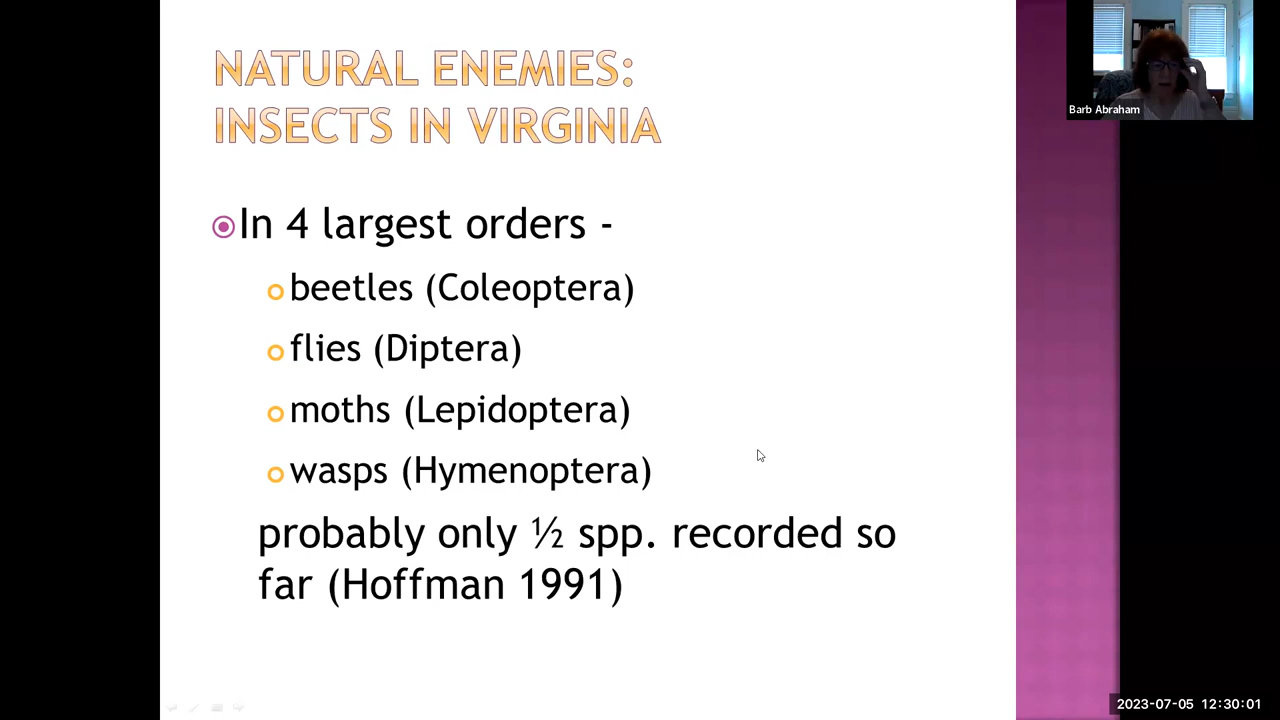 NATURAL ENEMIES:
INSECTS IN VIRGINIA
In 4 largest orders -
beetles (Coleoptera)
flies (Diptera)
moths (Lepidoptera)
wasps (Hymenoptera)
probably only ½ spp. recorded so
far (Hoffman 1991)
Barb Abraham
2023-07-05 12:30:01